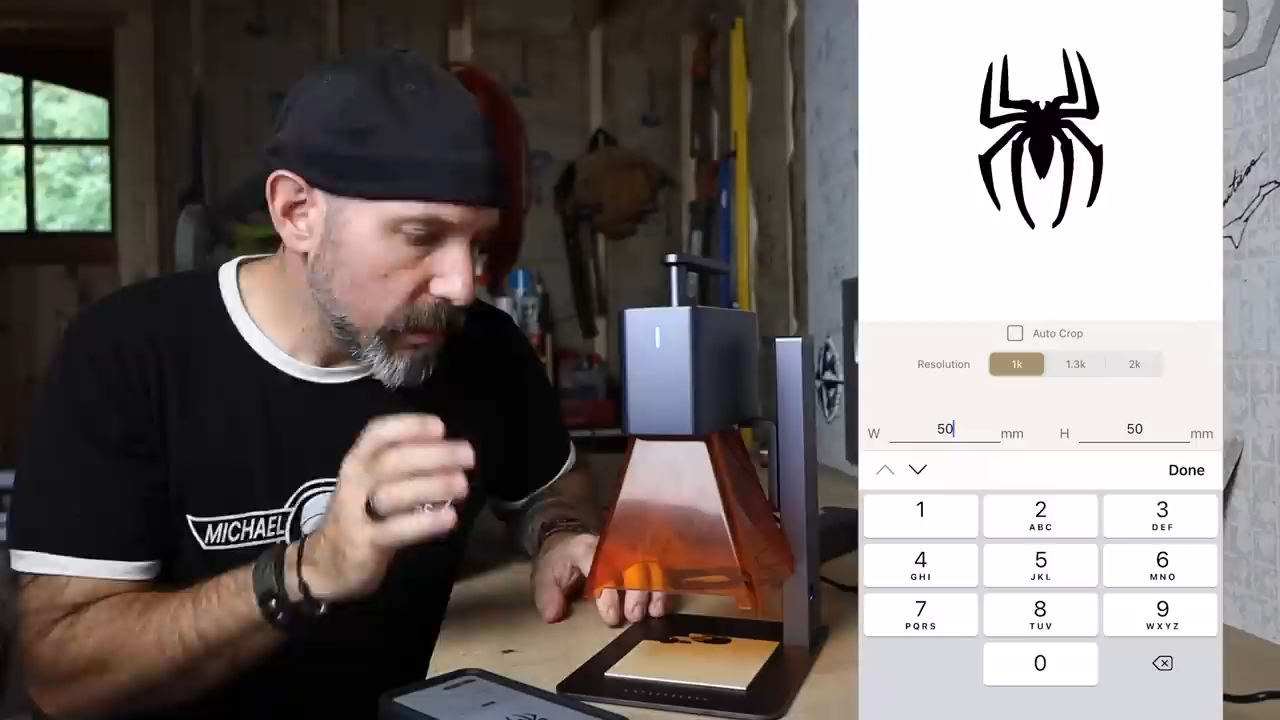 MICHAEL
Auto Crop
Resolution 1k 1.3k 2k
W 50 mm H 50 mm
Done
1 2 3
ABC DEF
4 5 6
GHI JKL MNO
7 8 9
PQRS TUV WXYZ
0